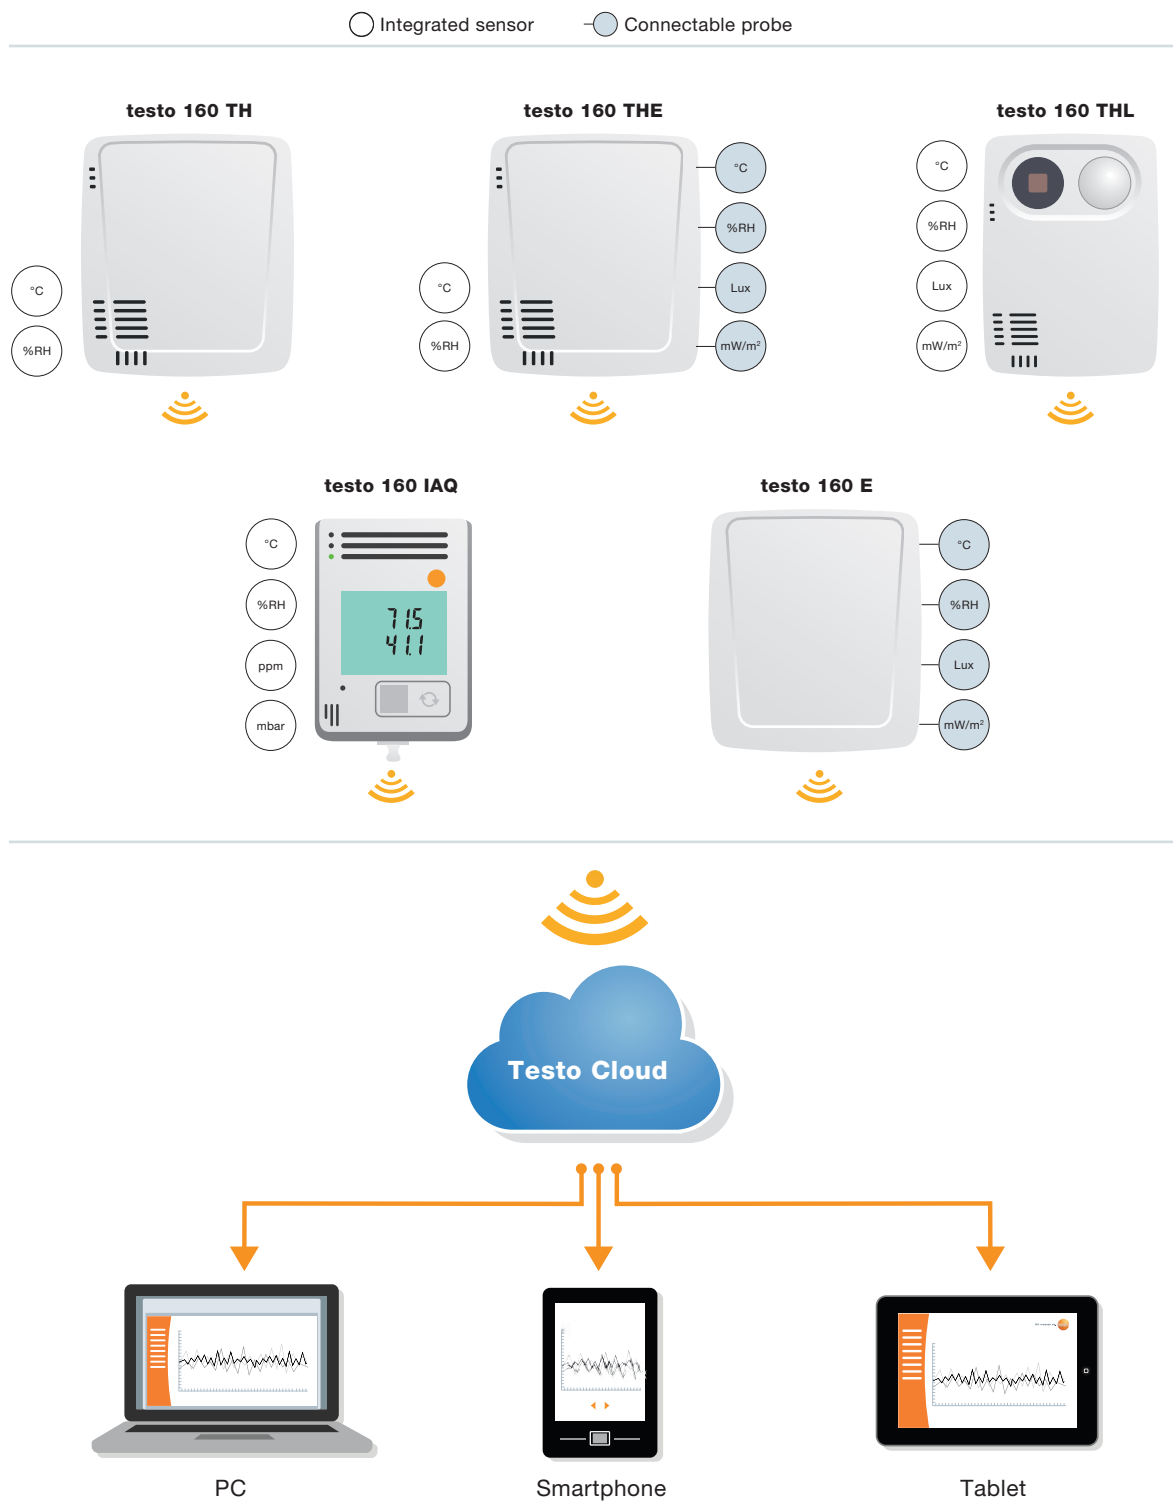 Integrated sensor
Connectable probe
testo 160 TH
testo 160 THE
testo 160 THL
°C
%RH
°C
%RH
°C
%RH
Lux
mW/m²
°C
%RH
Lux
mW/m²
testo 160 IAQ
testo 160 E
°C
%RH
ppm
mbar
71.5
41.1
°C
%RH
Lux
mW/m²
Testo Cloud
PC
Smartphone
Tablet